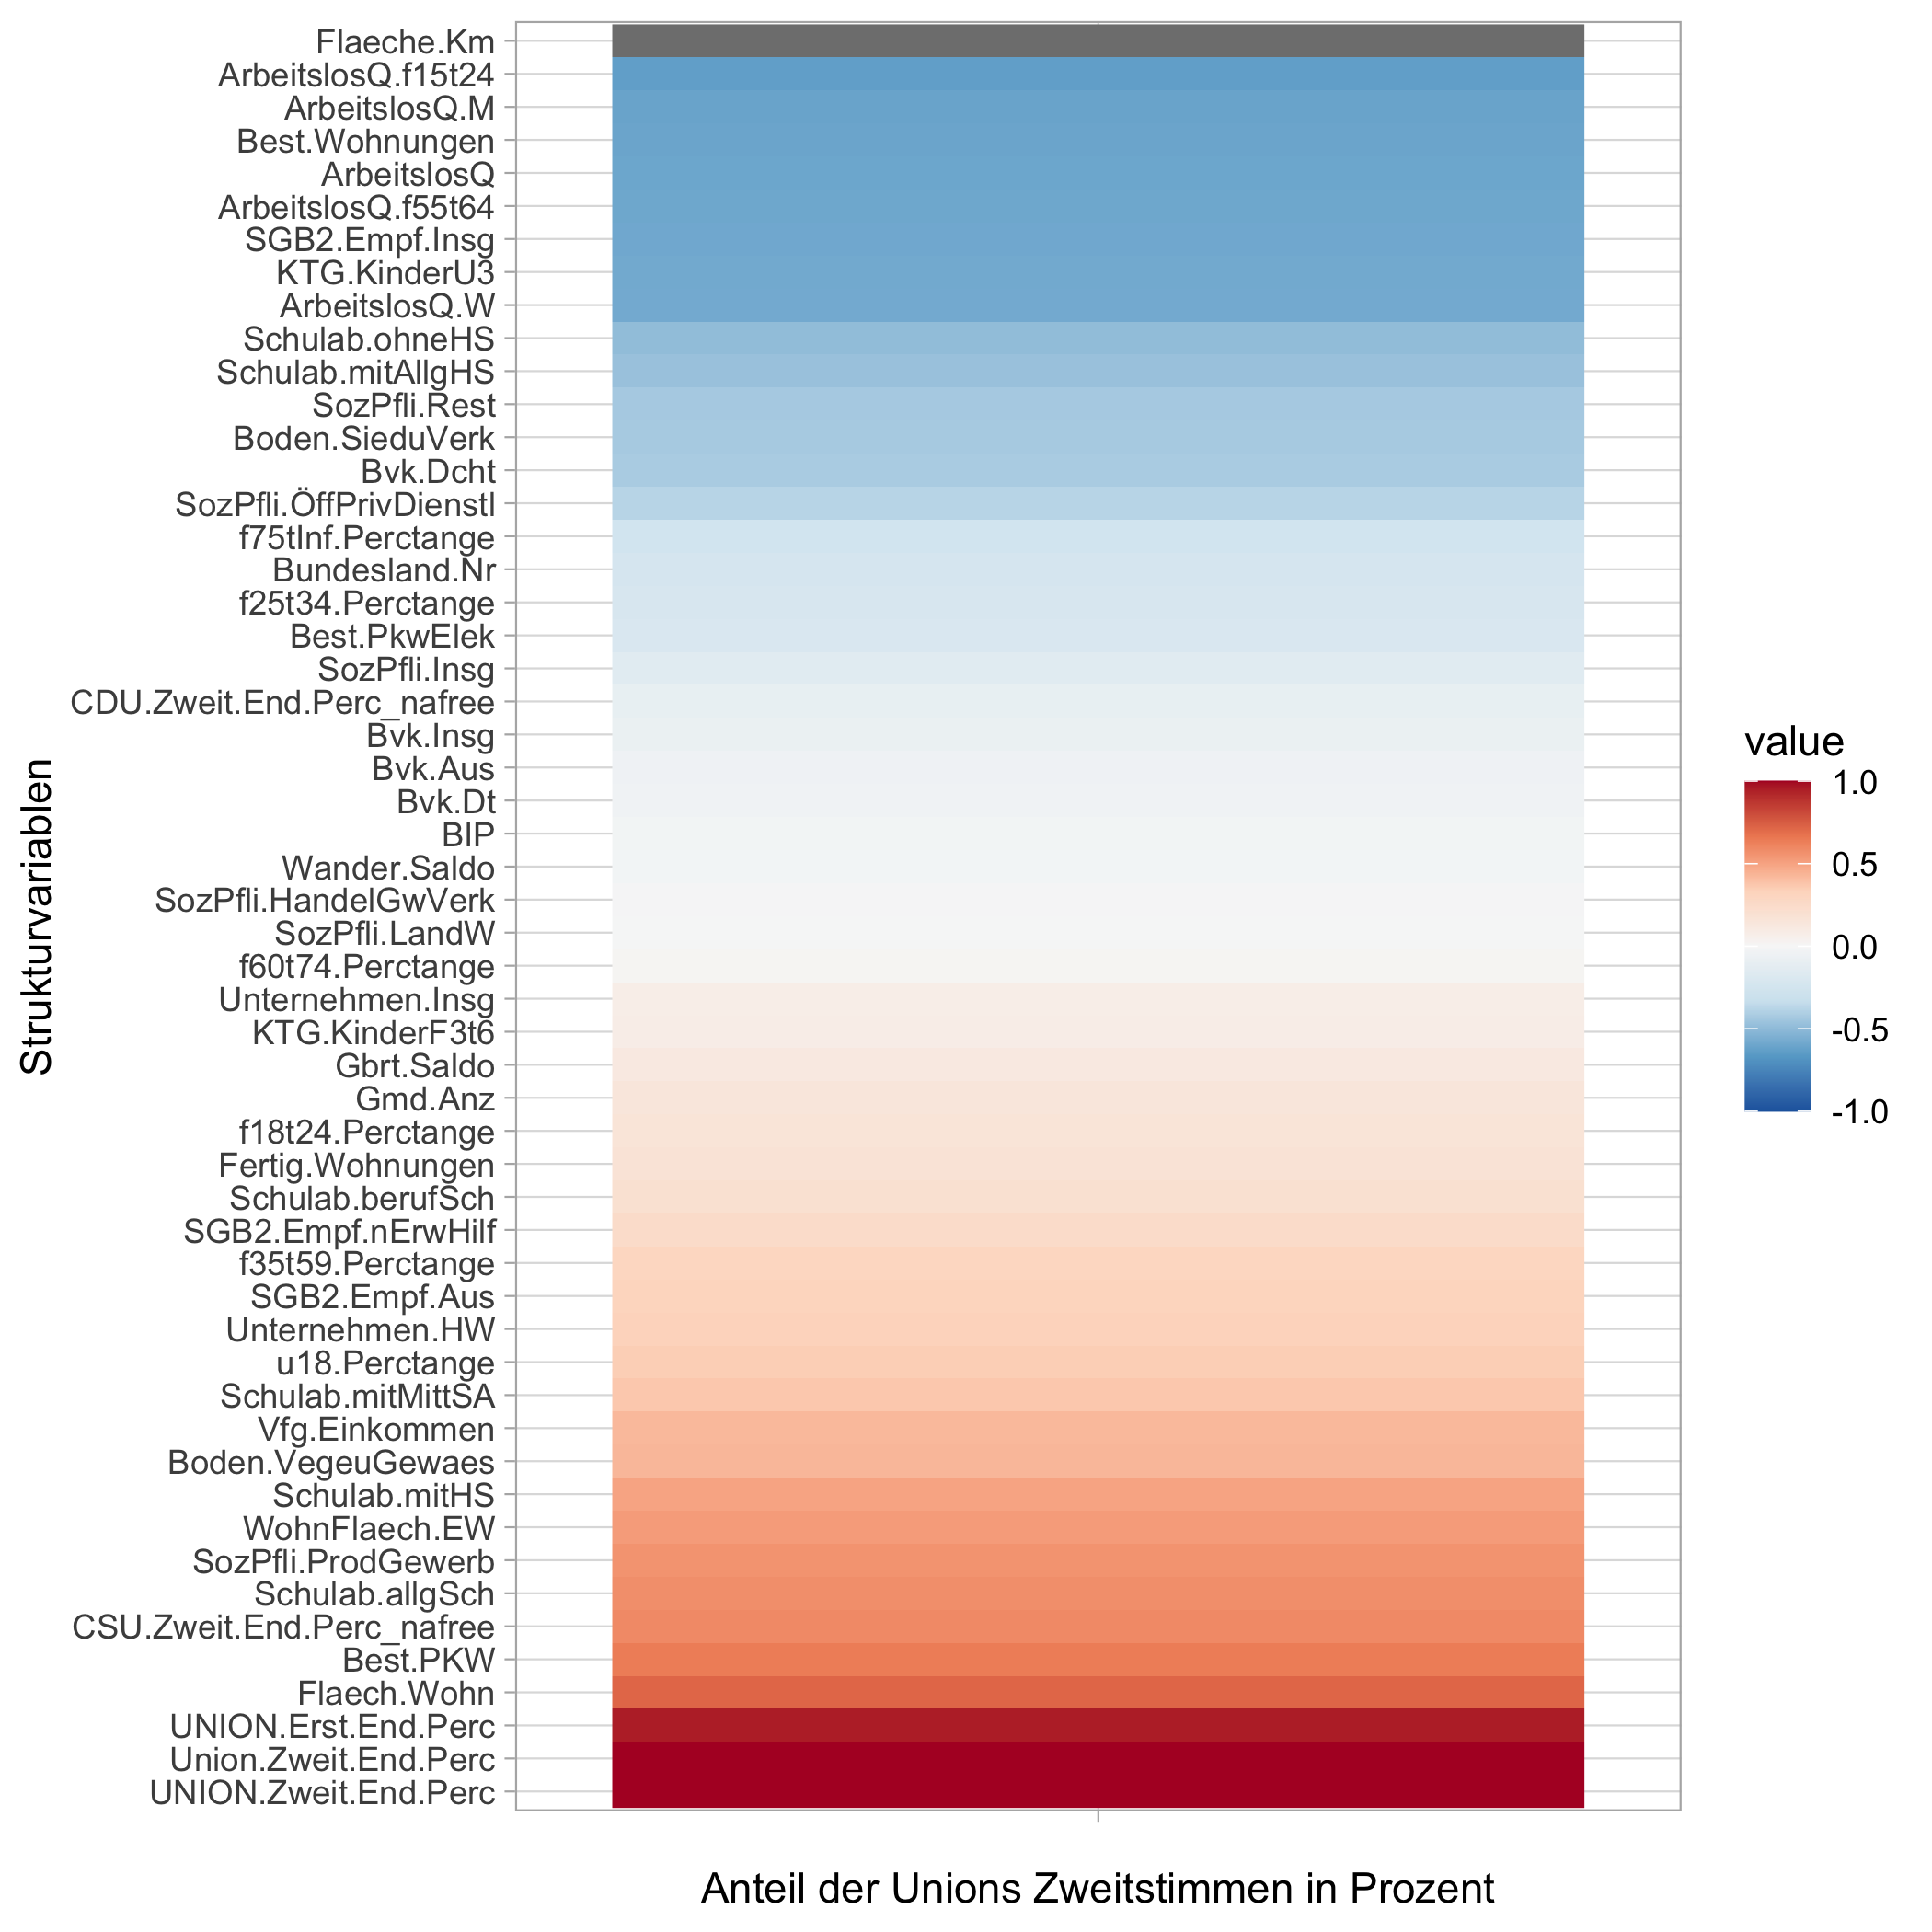 Flaeche.Km
ArbeitslosQ.f15t24
ArbeitslosQ.M
Best.Wohnungen
ArbeitslosQ
ArbeitslosQ.f55t64
SGB2.Empf.Insg
KTG.KinderU3
ArbeitslosQ.W
Schulab.ohneHS
Schulab.mitAllgHS
SozPfli.Rest
Boden.SieduVerk
Bvk.Dcht
SozPfli.ÖffPrivDienstl
f75tInf.Perctange
Bundesland.Nr
f25t34.Perctange
Best.PkwElek
SozPfli.Insg
CDU.Zweit.End.Perc_nafree
Bvk.Insg
Bvk.Aus
Bvk.Dt
BIP
Wander.Saldo
SozPfli.HandelGwVerk
SozPfli.LandW
f60t74.Perctange
Unternehmen.Insg
KTG.KinderF3t6
Gbrt.Saldo
Gmd.Anz
f18t24.Perctange
Fertig.Wohnungen
Schulab.berufSch
SGB2.Empf.nErwHilf
f35t59.Perctange
SGB2.Empf.Aus
Unternehmen.HW
u18.Perctange
Schulab.mitMittSA
Vfg.Einkommen
Boden.VegeuGewaes
Schulab.mitHS
WohnFlaech.EW
SozPfli.ProdGewerb
Schulab.allgSch
CSU.Zweit.End.Perc_nafree
Best.PKW
Flaech.Wohn
UNION.Erst.End.Perc
Union.Zweit.End.Perc
UNION.Zweit.End.Perc
Strukturvariablen
Anteil der Unions Zweitstimmen in Prozent
value
1.0
0.5
0.0
-0.5
-1.0